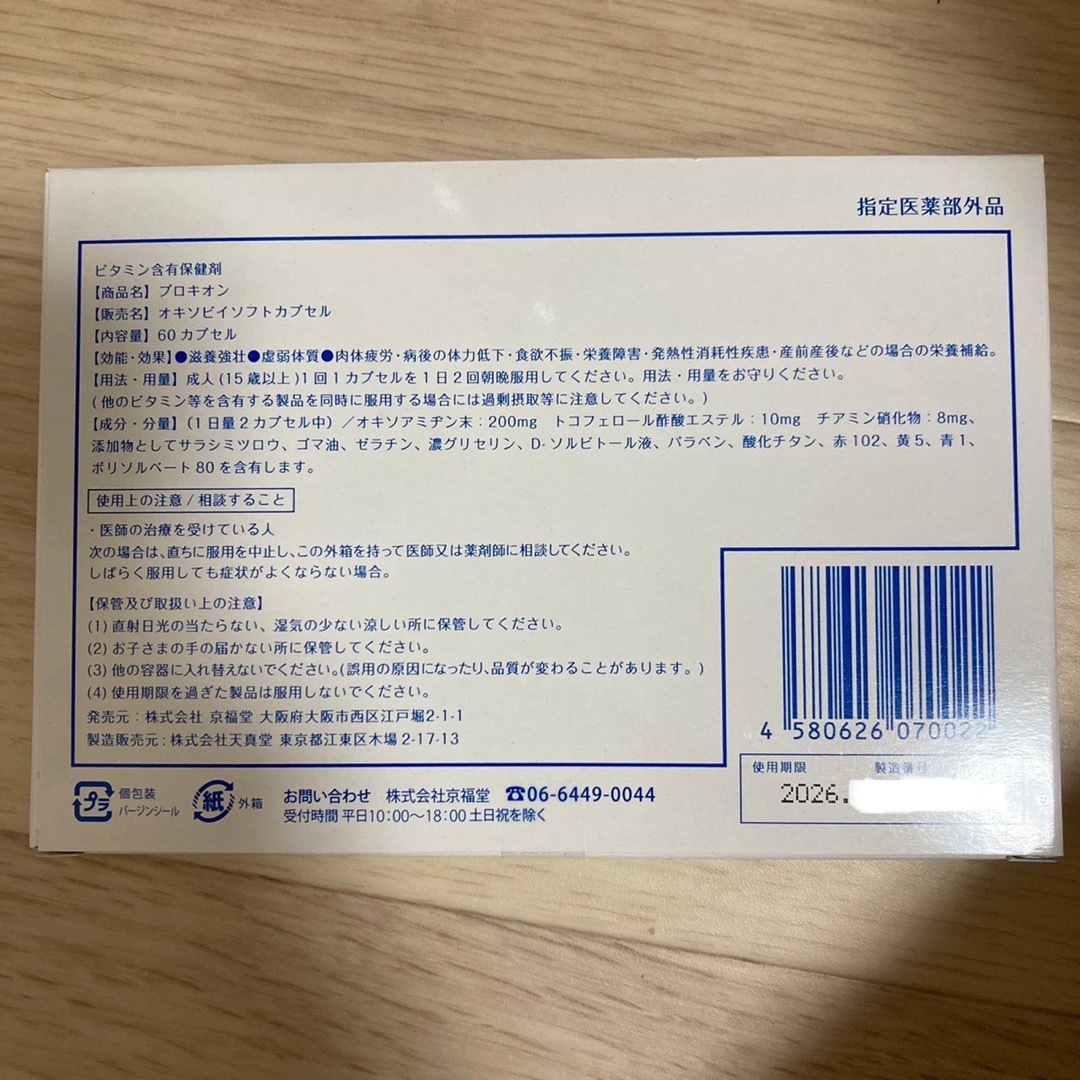 指定医薬部外品
ビタミン含有保健剤
【商品名】プロキオン
【販売名】オキソビイソフトカプセル
【内容量】60カプセル
【効能・効果】●滋養強壮●虚弱体質●肉体疲労・病後の体力低下・食欲不振・栄養障害・発熱性消耗性疾患・産前産後などの場合の栄養補給。
【用法・用量】成人(15歳以上)1回1カプセルを1日2回朝晩服用してください。用法・用量をお守りください。
(他のビタミン等を含有する製品を同時に服用する場合には過剰摂取等に注意してください。)
【成分・分量】(1日量2カプセル中)/オキソアミヂン末：200mg トコフェロール酢酸エステル：10mg チアミン硝化物：8mg、
添加物としてサラシミツロウ、ゴマ油、ゼラチン、濃グリセリン、D-ソルビトール液、パラベン、酸化チタン、赤102、黄5、青1、
ポリソルベート80を含有します。
使用上の注意/相談すること
・医師の治療を受けている人
次の場合は、直ちに服用を中止し、この外箱を持って医師又は薬剤師に相談してください。
しばらく服用しても症状がよくならない場合。
【保管及び取扱い上の注意】
(1)直射日光の当たらない、湿気の少ない涼しい所に保管してください。
(2)お子さまの手の届かない所に保管してください。
(3)他の容器に入れ替えないでください。(誤用の原因になったり、品質が変わることがあります。)
(4)使用期限を過ぎた製品は服用しないでください。
発売元：株式会社 京福堂 大阪府大阪市西区江戸堀2-1-1
製造販売元：株式会社天真堂 東京都江東区木場2-17-13
4 580626 070022
使用期限 製造番号
2026.
プラ 個包装
バージンシール
紙 外箱
お問い合わせ 株式会社京福堂 ☎06-6449-0044
受付時間 平日10:00〜18:00 土日祝を除く